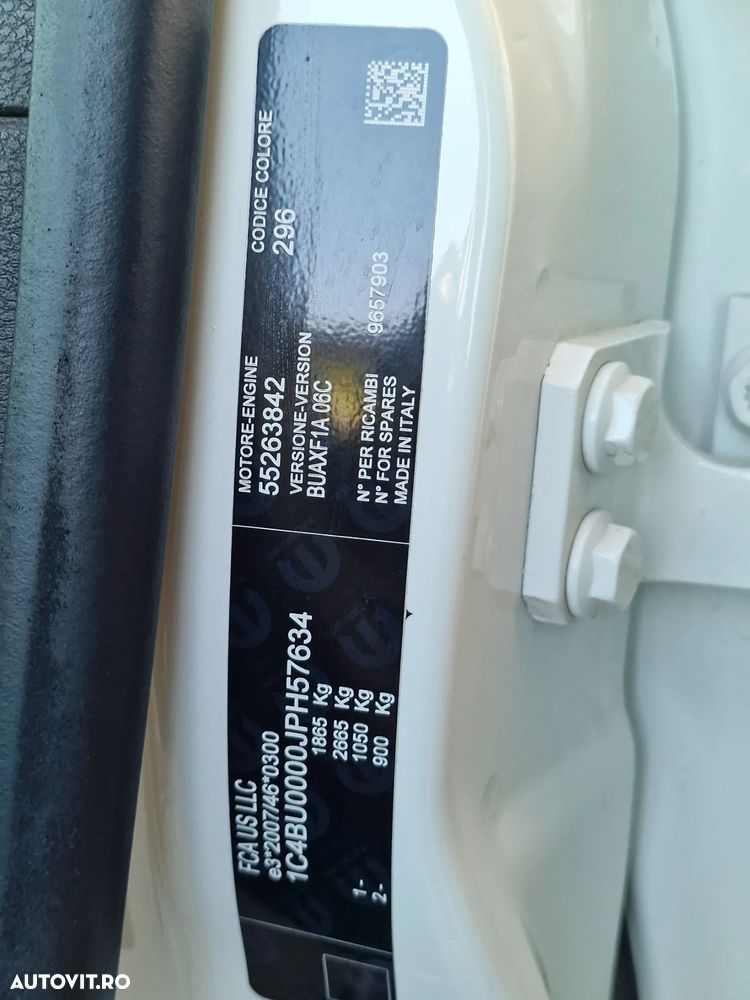 FCA US LLC
e3*2007/46*0300
1C4BU0000JPH57634
1865 Kg
2665 Kg
1- 1050 Kg
2- 900 Kg
MOTORE-ENGINE
55263842
VERSIONE-VERSION
BUAXF1A 06C
N° PER RICAMBI
N° FOR SPARES 9657903
MADE IN ITALY
CODICE COLORE
296
AUTOVIT.RO